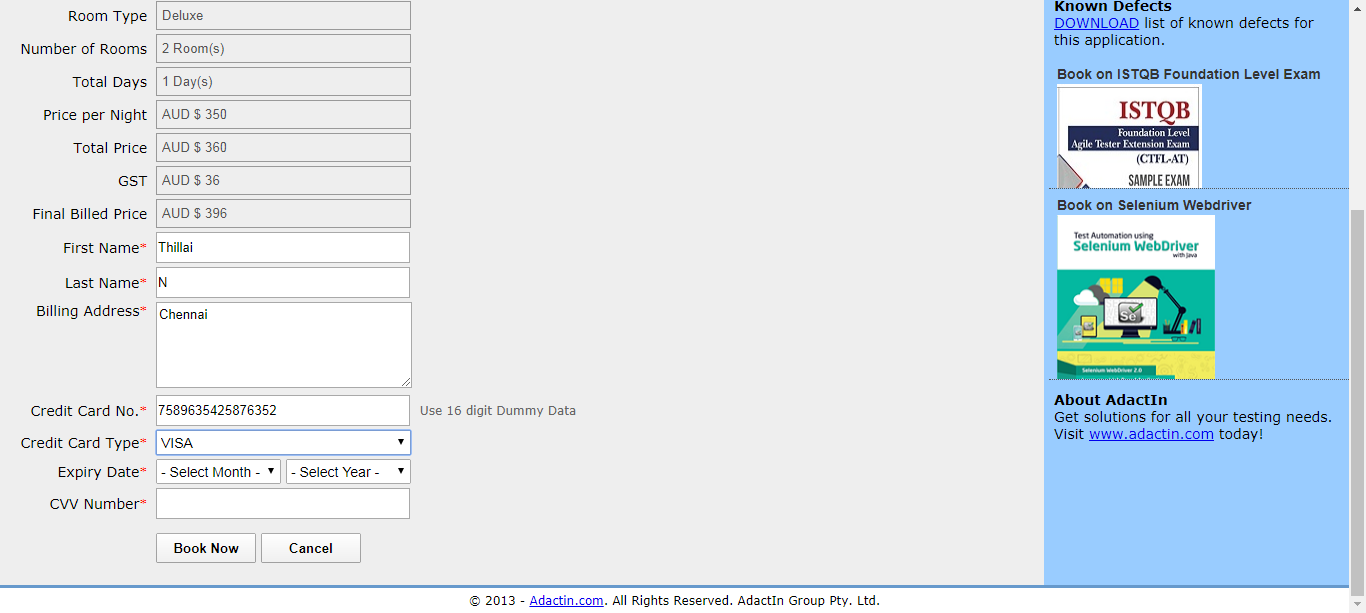 Room Type Deluxe
Number of Rooms 2 Room(s)
Total Days 1 Day(s)
Price per Night AUD $ 350
Total Price AUD $ 360
GST AUD $ 36
Final Billed Price AUD $ 396
First Name* Thillai
Last Name* N
Billing Address* Chennai
Credit Card No.* 7589635425876352 Use 16 digit Dummy Data
Credit Card Type* VISA
Expiry Date* - Select Month - - Select Year -
CVV Number*
Book Now Cancel
Known Defects
DOWNLOAD list of known defects for
this application.
Book on ISTQB Foundation Level Exam
ISTQB
Foundation Level
Agile Tester Extension Exam
(CTFL-AT)
SAMPLE EXAM
Book on Selenium Webdriver
Test Automation using
Selenium WebDriver
with Java
Se
Selenium WebDriver 2.0
About AdactIn
Get solutions for all your testing needs.
Visit www.adactin.com today!
© 2013 - Adactin.com. All Rights Reserved. AdactIn Group Pty. Ltd.